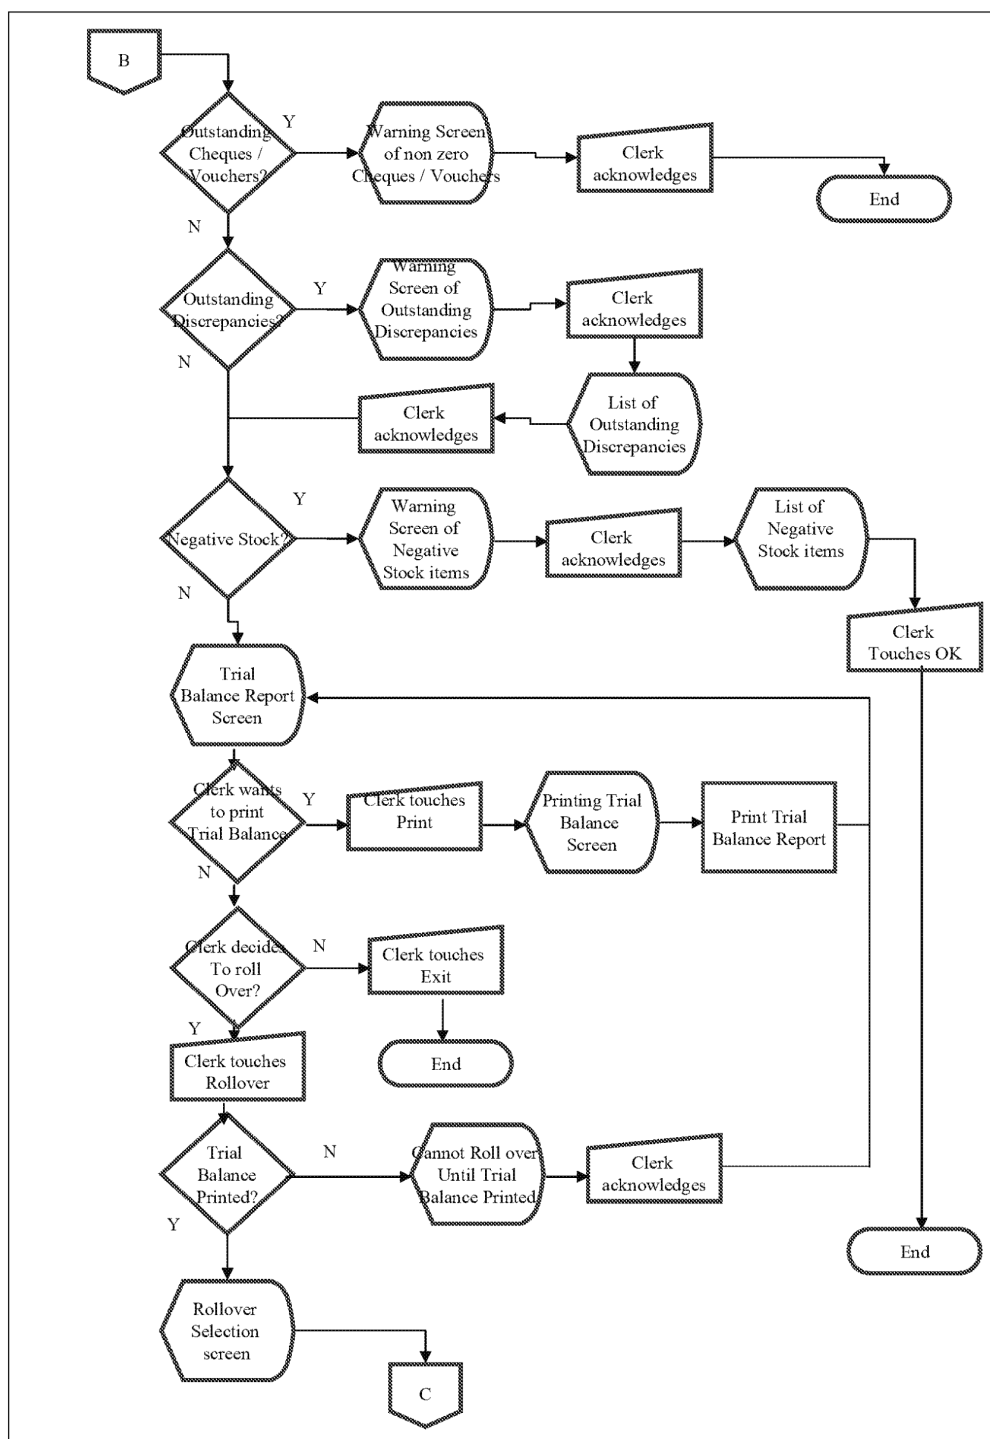 B
Outstanding
Cheques /
Vouchers?
Y
Warning Screen
of non zero
Cheques / Vouchers
Clerk
acknowledges
End
N
Outstanding
Discrepancies?
Y
Warning
Screen of
Outstanding
Discrepancies
Clerk
acknowledges
N
List of
Outstanding
Discrepancies
Clerk
acknowledges
Negative Stock?
Y
Warning
Screen of
Negative
Stock items
Clerk
acknowledges
List of
Negative
Stock items
Clerk
Touches OK
N
Trial
Balance Report
Screen
Clerk wants
to print
Trial Balance
Y
Clerk touches
Print
Printing Trial
Balance
Screen
Print Trial
Balance Report
N
Clerk decides
To roll
Over?
N
Clerk touches
Exit
End
Y
Clerk touches
Rollover
Trial
Balance
Printed?
N
Cannot Roll over
Until Trial
Balance Printed
Clerk
acknowledges
Y
End
Rollover
Selection
screen
C